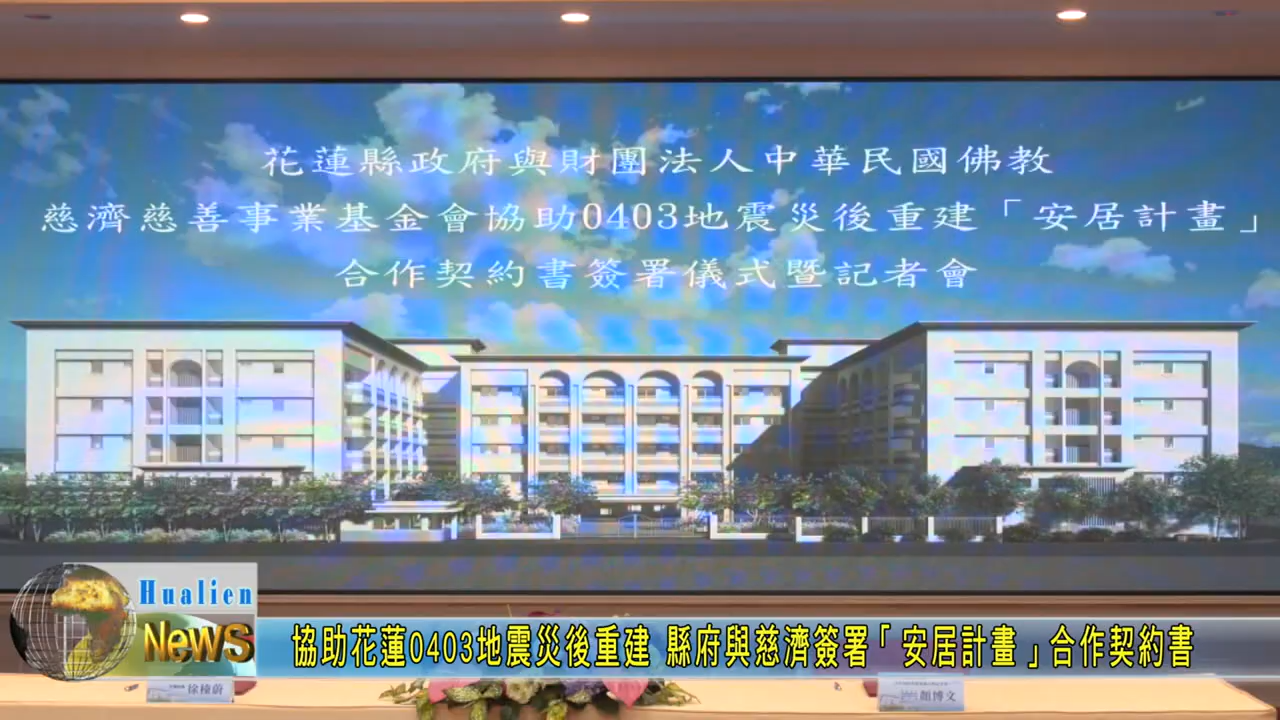 花蓮縣政府與財團法人中華民國佛教
慈濟慈善事業基金會協助0403地震災後重建「安居計畫」
合作契約書簽署儀式暨記者會
Hualien
News
協助花蓮0403地震災後重建 縣府與慈濟簽署「安居計畫」合作契約書
徐榛蔚
顏博文